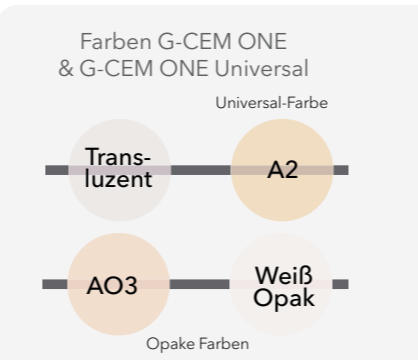 Farben G-CEM ONE
& G-CEM ONE Universal
Universal-Farbe
Trans-
luzent
A2
AO3
Weiß
Opak
Opake Farben